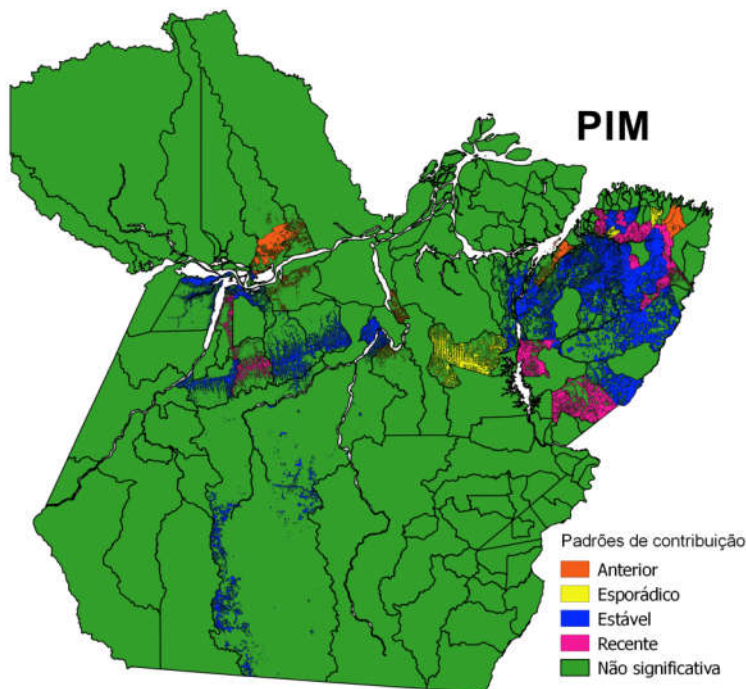 PIM
Padrões de contribuição
Anterior
Esporádico
Estável
Recente
Não significativa